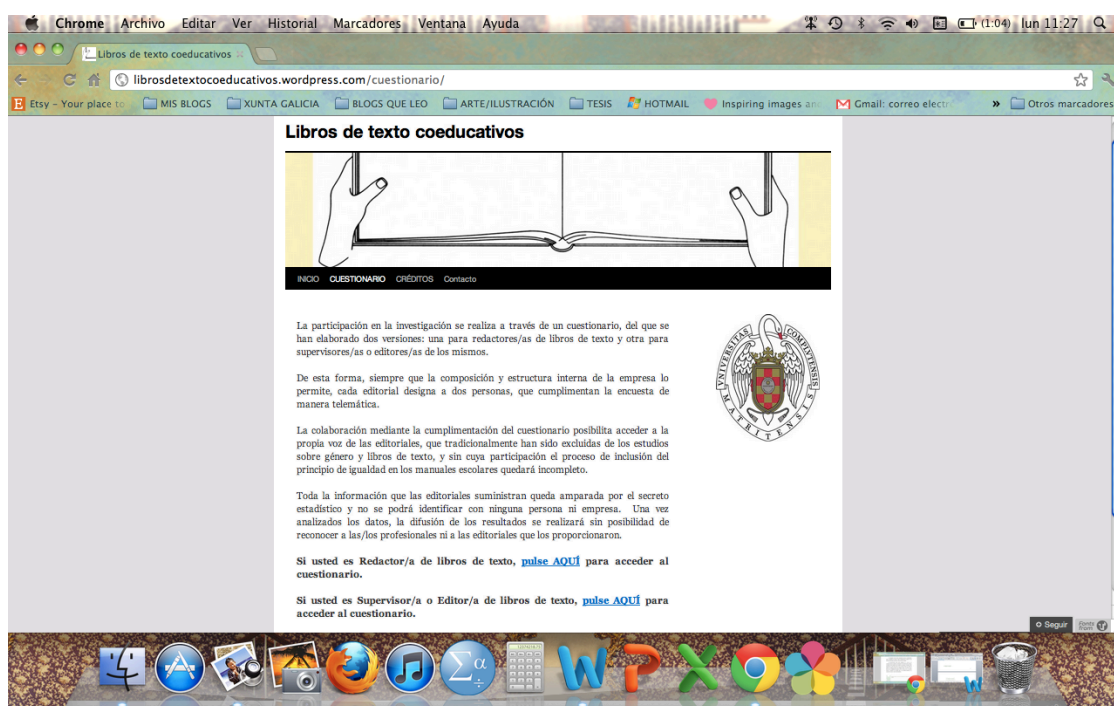 Chrome Archivo Editar Ver Historial Marcadores Ventana Ayuda (1:04) lun 11:27
Libros de texto coeducativos
librosdetextocoeducativos.wordpress.com/cuestionario/
Etsy - Your place to MIS BLOGS XUNTA GALICIA BLOGS QUE LEO ARTE/ILUSTRACIÓN TESIS HOTMAIL Inspiring images an Gmail: correo electr » Otros marcadores
Libros de texto coeducativos
INICIO CUESTIONARIO CRÉDITOS Contacto
La participación en la investigación se realiza a través de un cuestionario, del que se
han elaborado dos versiones: una para redactores/as de libros de texto y otra para
supervisores/as o editores/as de los mismos.
De esta forma, siempre que la composición y estructura interna de la empresa lo
permite, cada editorial designa a dos personas, que cumplimentan la encuesta de
manera telemática.
La colaboración mediante la cumplimentación del cuestionario posibilita acceder a la
propia voz de las editoriales, que tradicionalmente han sido excluidas de los estudios
sobre género y libros de texto, y sin cuya participación el proceso de inclusión del
principio de igualdad en los manuales escolares quedará incompleto.
Toda la información que las editoriales suministran queda amparada por el secreto
estadístico y no se podrá identificar con ninguna persona ni empresa. Una vez
analizados los datos, la difusión de los resultados se realizará sin posibilidad de
reconocer a las/los profesionales ni a las editoriales que los proporcionaron.
Si usted es Redactor/a de libros de texto, pulse AQUÍ para acceder al
cuestionario.
Si usted es Supervisor/a o Editor/a de libros de texto, pulse AQUÍ para
acceder al cuestionario.
VNIVERSITAS COMPLVTENSIS
MATRITENSIS
Seguir